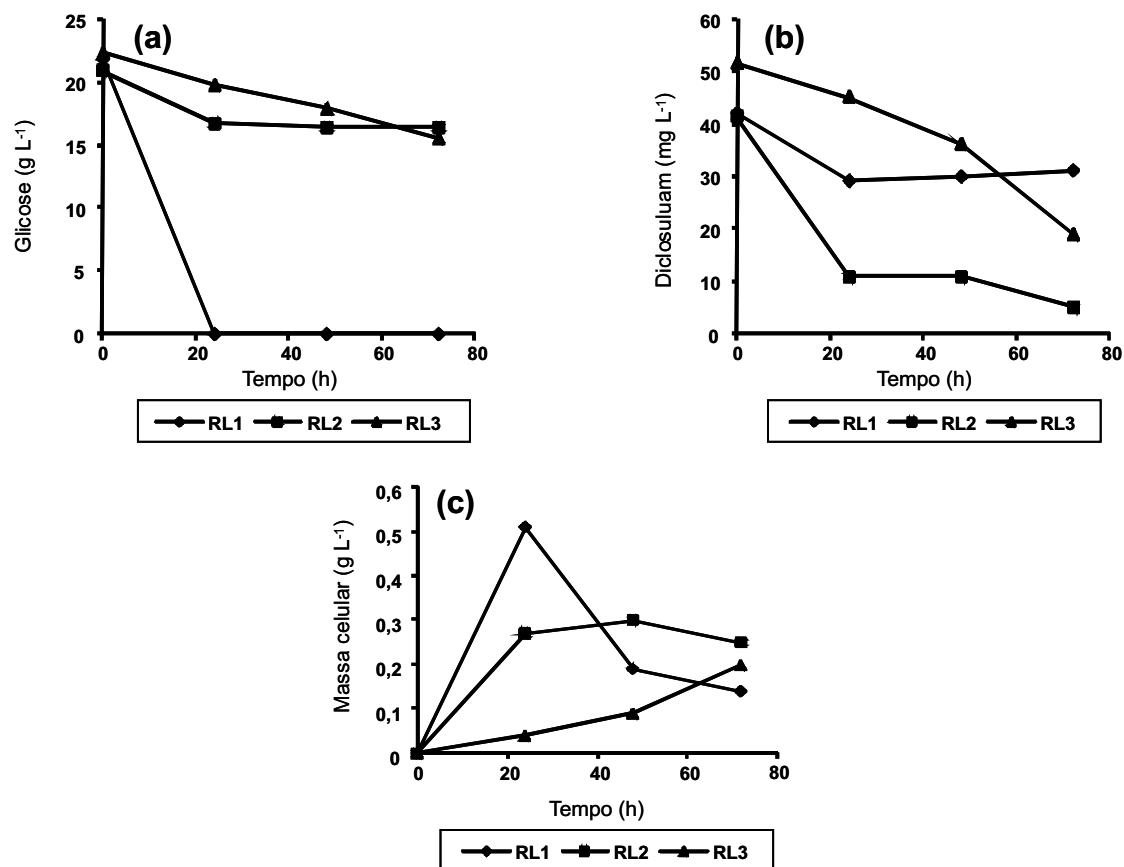 (a)
Glicose (g L-1)
25
20
15
10
5
0
0 20 40 60 80
Tempo (h)
RL1 RL2 RL3
(b)
Diclosuluam (mg L-1)
60
50
40
30
20
10
0
0 20 40 60 80
Tempo (h)
RL1 RL2 RL3
(c)
Massa celular (g L-1)
0,6
0,5
0,4
0,3
0,2
0,1
0
0 20 40 60 80
Tempo (h)
RL1 RL2 RL3